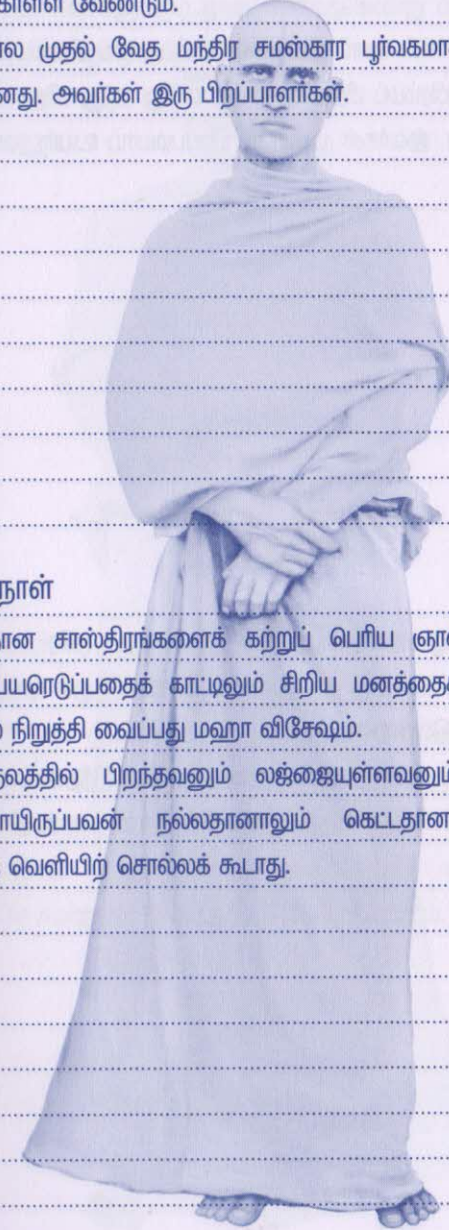 கொள்ள வேண்டும்.
ல முதல் வேத மந்திர சமஸ்கார பூர்வகமா
னது. அவர்கள் இரு பிறப்பாளர்கள்.
நாள்
தான சாஸ்திரங்களைக் கற்றுப் பெரிய ஞா
பயரெடுப்பதைக் காட்டிலும் சிறிய மனத்தை
நிறுத்தி வைப்பது மஹா விசேஷம்.
குலத்தில் பிறந்தவனும் லஜ்ஜையுள்ளவனும்
யிருப்பவன் நல்லதானாலும் கெட்டதான
வெளியிற் சொல்லக் கூடாது.